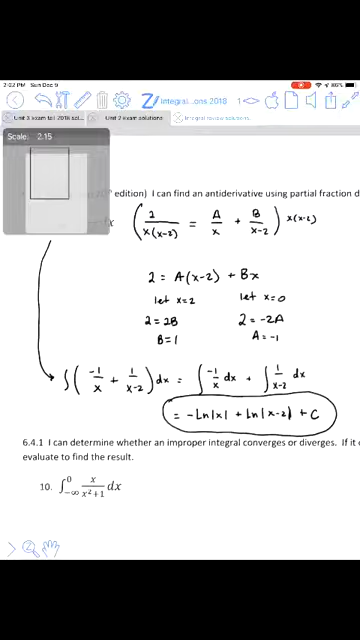 2:02 PM Sun Dec 9
86%
Integral...ons 2018
Unit 3 exam fall 2018 sol...
Unit 2 Exam solutions
Integral review solutions
Scale: 2.15
edition) I can find an antiderivative using partial fraction d
dx ( 2/(x(x-2)) = A/x + B/(x-2) ) x(x-2)
2 = A(x-2) + Bx
let x=2 let x=0
2 = 2B 2 = -2A
B = 1 A = -1
∫ ( -1/x + 1/(x-2) ) dx = ∫ -1/x dx + ∫ 1/(x-2) dx
= -Ln|x| + Ln|x-2| + C
6.4.1 I can determine whether an improper integral converges or diverges. If it
evaluate to find the result.
10. ∫_{-∞}^{0} x/(x²+1) dx